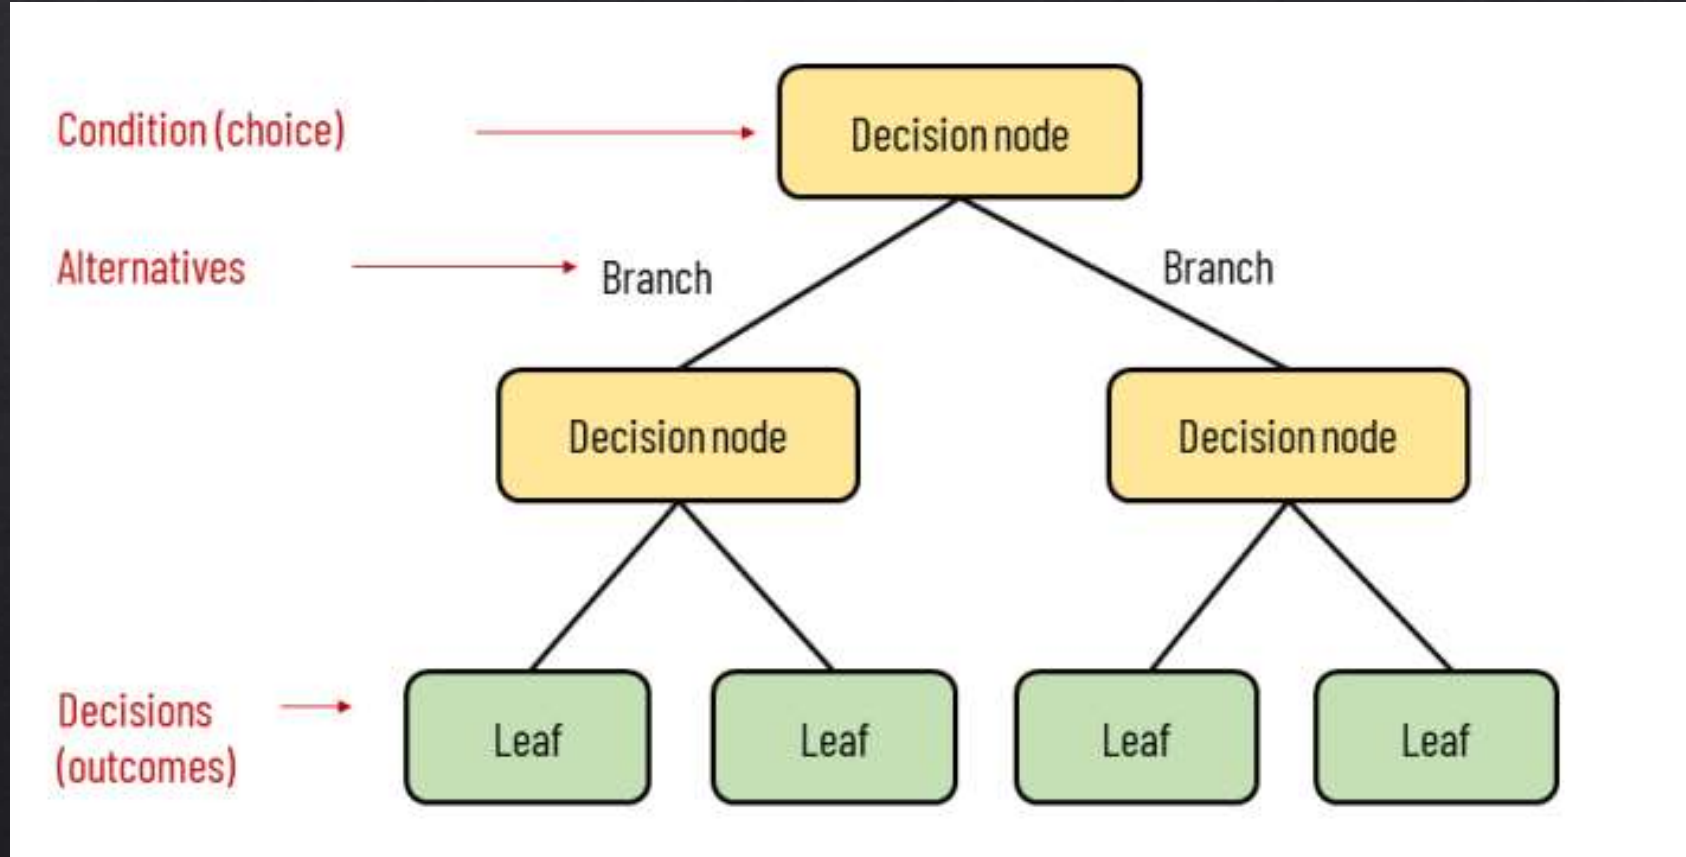 Condition (choice)
Decision node
Alternatives
Branch
Branch
Decision node
Decision node
Decisions
(outcomes)
Leaf
Leaf
Leaf
Leaf